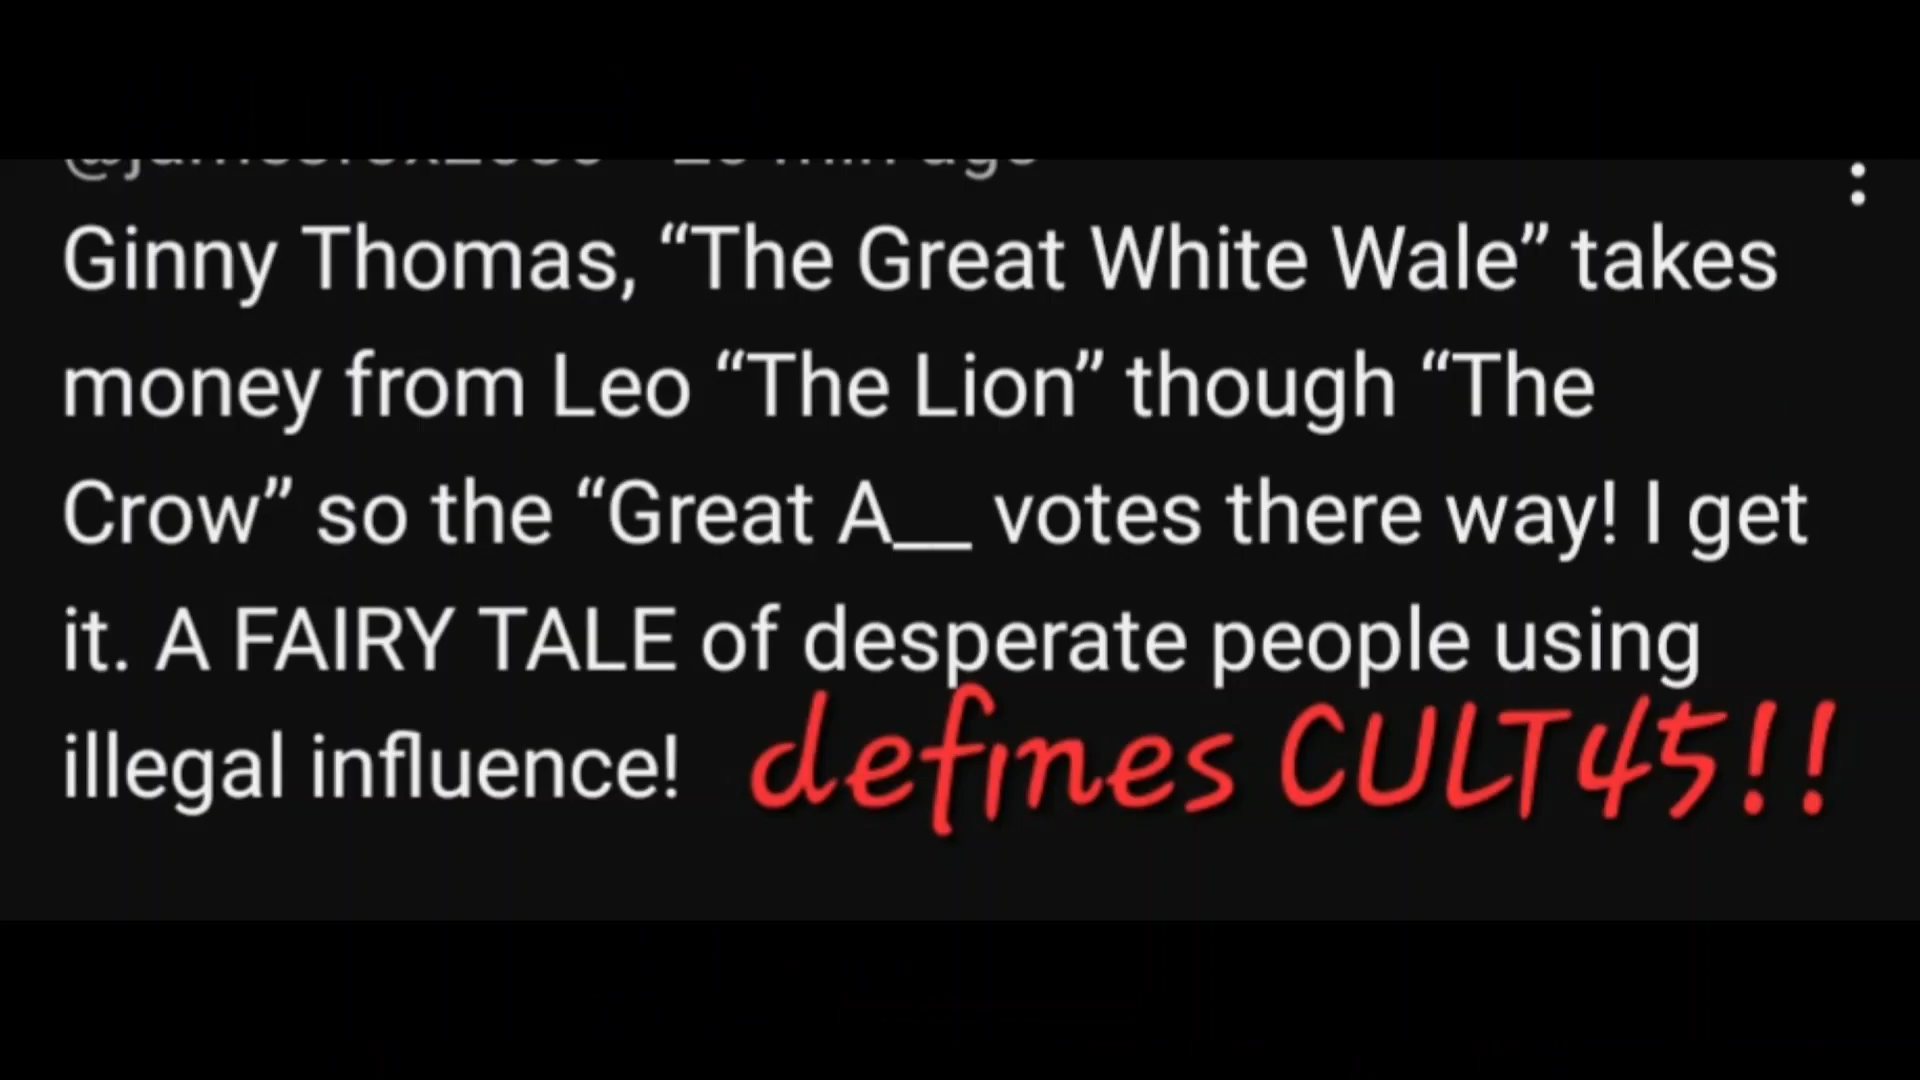 Ginny Thomas, “The Great White Wale” takes
money from Leo “The Lion” though “The
Crow” so the “Great A__ votes there way! I get
it. A FAIRY TALE of desperate people using
illegal influence! defines CULT45!!